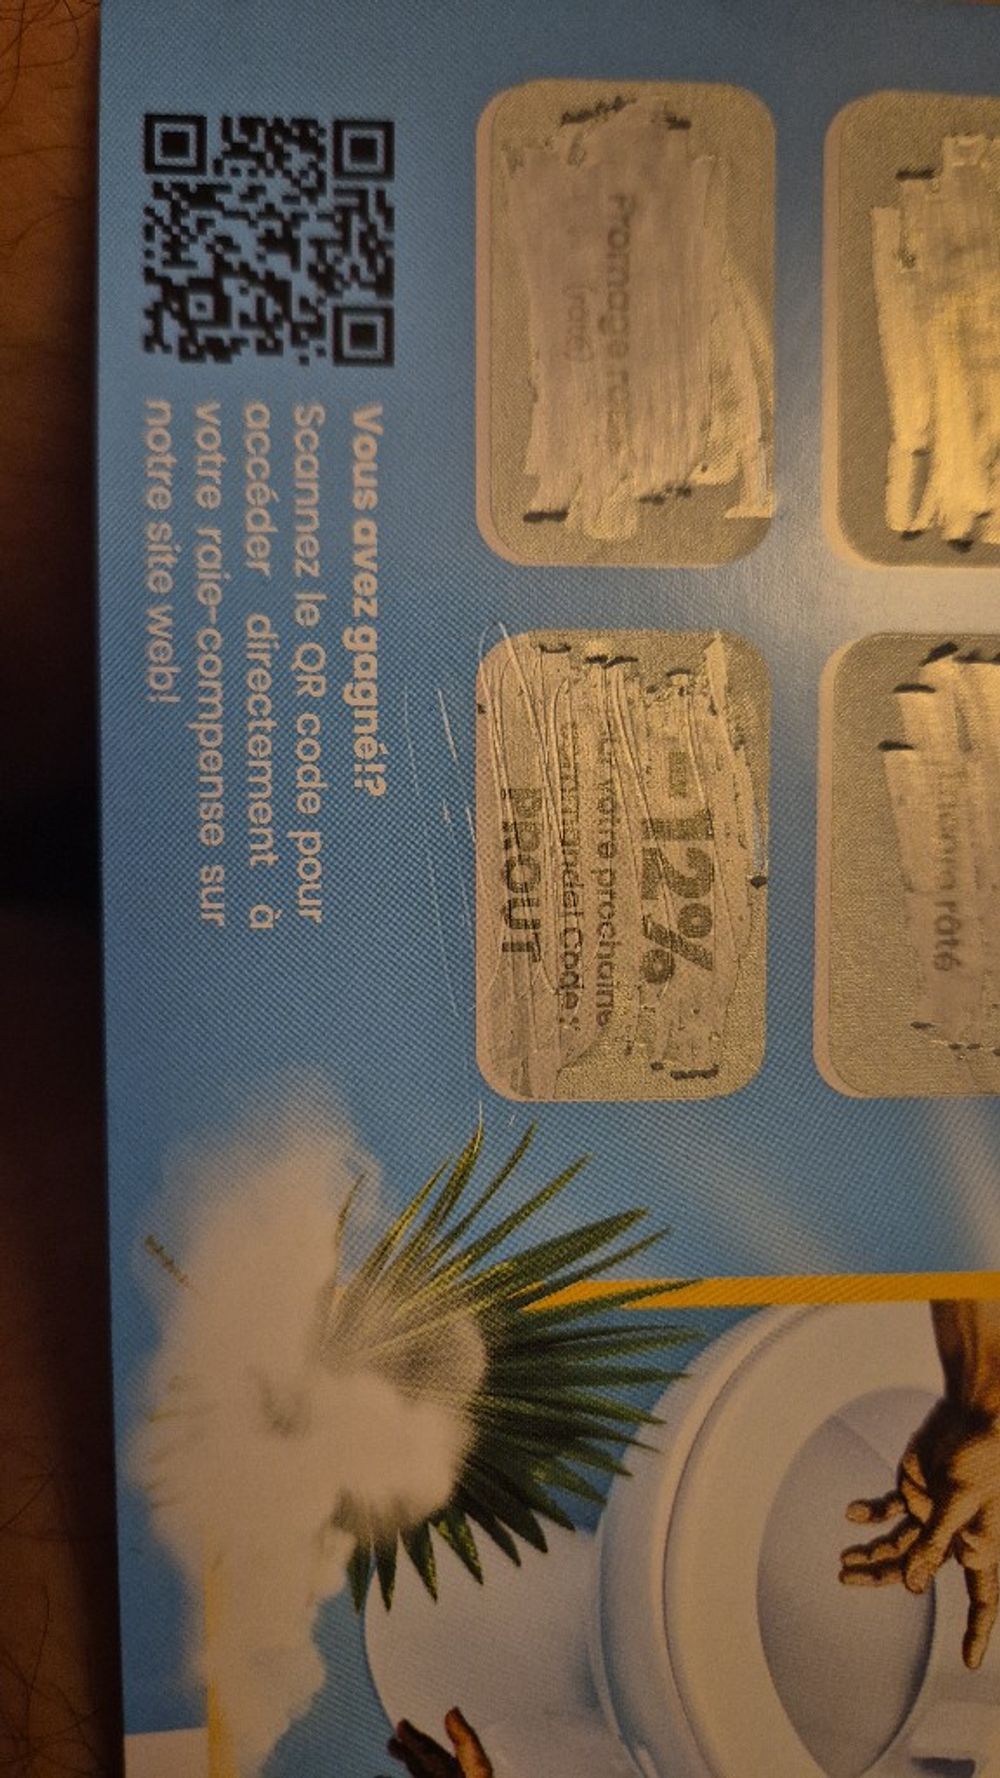 rôté
Fromage
-12%
sur votre prochaine
commande! Code :
PROUT
Vous avez gagné!?
Scannez le QR code pour
accéder directement à
votre raie-compense sur
notre site web!